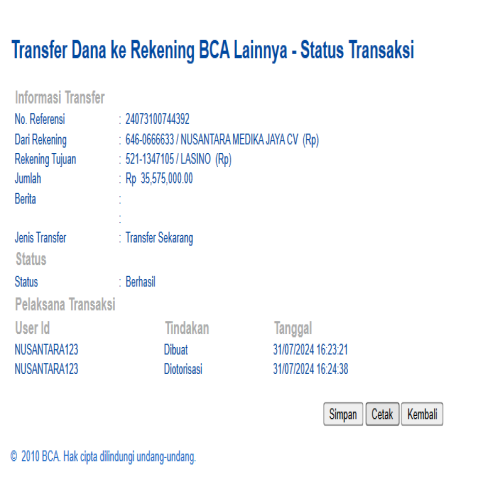 Transfer Dana ke Rekening BCA Lainnya - Status Transaksi
Informasi Transfer
No. Referensi : 24073100744392
Dari Rekening : 646-0666633 / NUSANTARA MEDIKA JAYA CV (Rp)
Rekening Tujuan : 521-1347105 / LASINO (Rp)
Jumlah : Rp 35,575,000.00
Berita :
:
Jenis Transfer : Transfer Sekarang
Status
Status : Berhasil
Pelaksana Transaksi
User Id Tindakan Tanggal
NUSANTARA123 Dibuat 31/07/2024 16:23:21
NUSANTARA123 Diotorisasi 31/07/2024 16:24:38
Simpan Cetak Kembali
© 2010 BCA. Hak cipta dilindungi undang-undang.